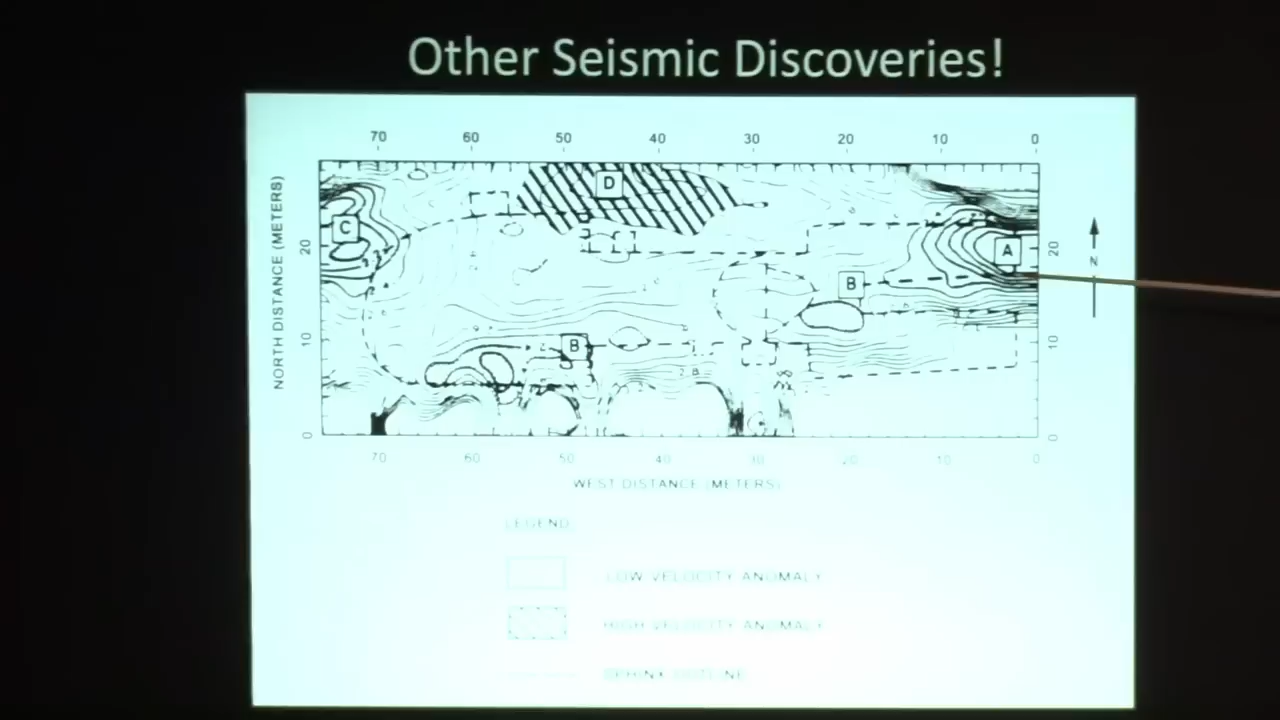 Other Seismic Discoveries!
70 60 50 40 30 20 10 0
D
C
A
B
B
N
20
10
0
20
10
0
NORTH DISTANCE (METERS)
70 60 50 40 30 20 10 0
WEST DISTANCE (METERS)
LEGEND
LOW VELOCITY ANOMALY
HIGH VELOCITY ANOMALY
SPHINX OUTLINE